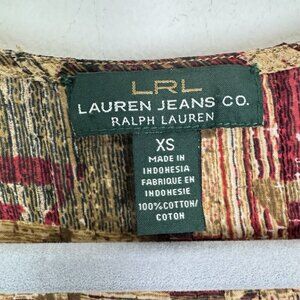 LRL
LAUREN JEANS CO.
RALPH LAUREN
XS
MADE IN
INDONESIA
FABRIQUE EN
INDONESIE
100%COTTON/
COTON